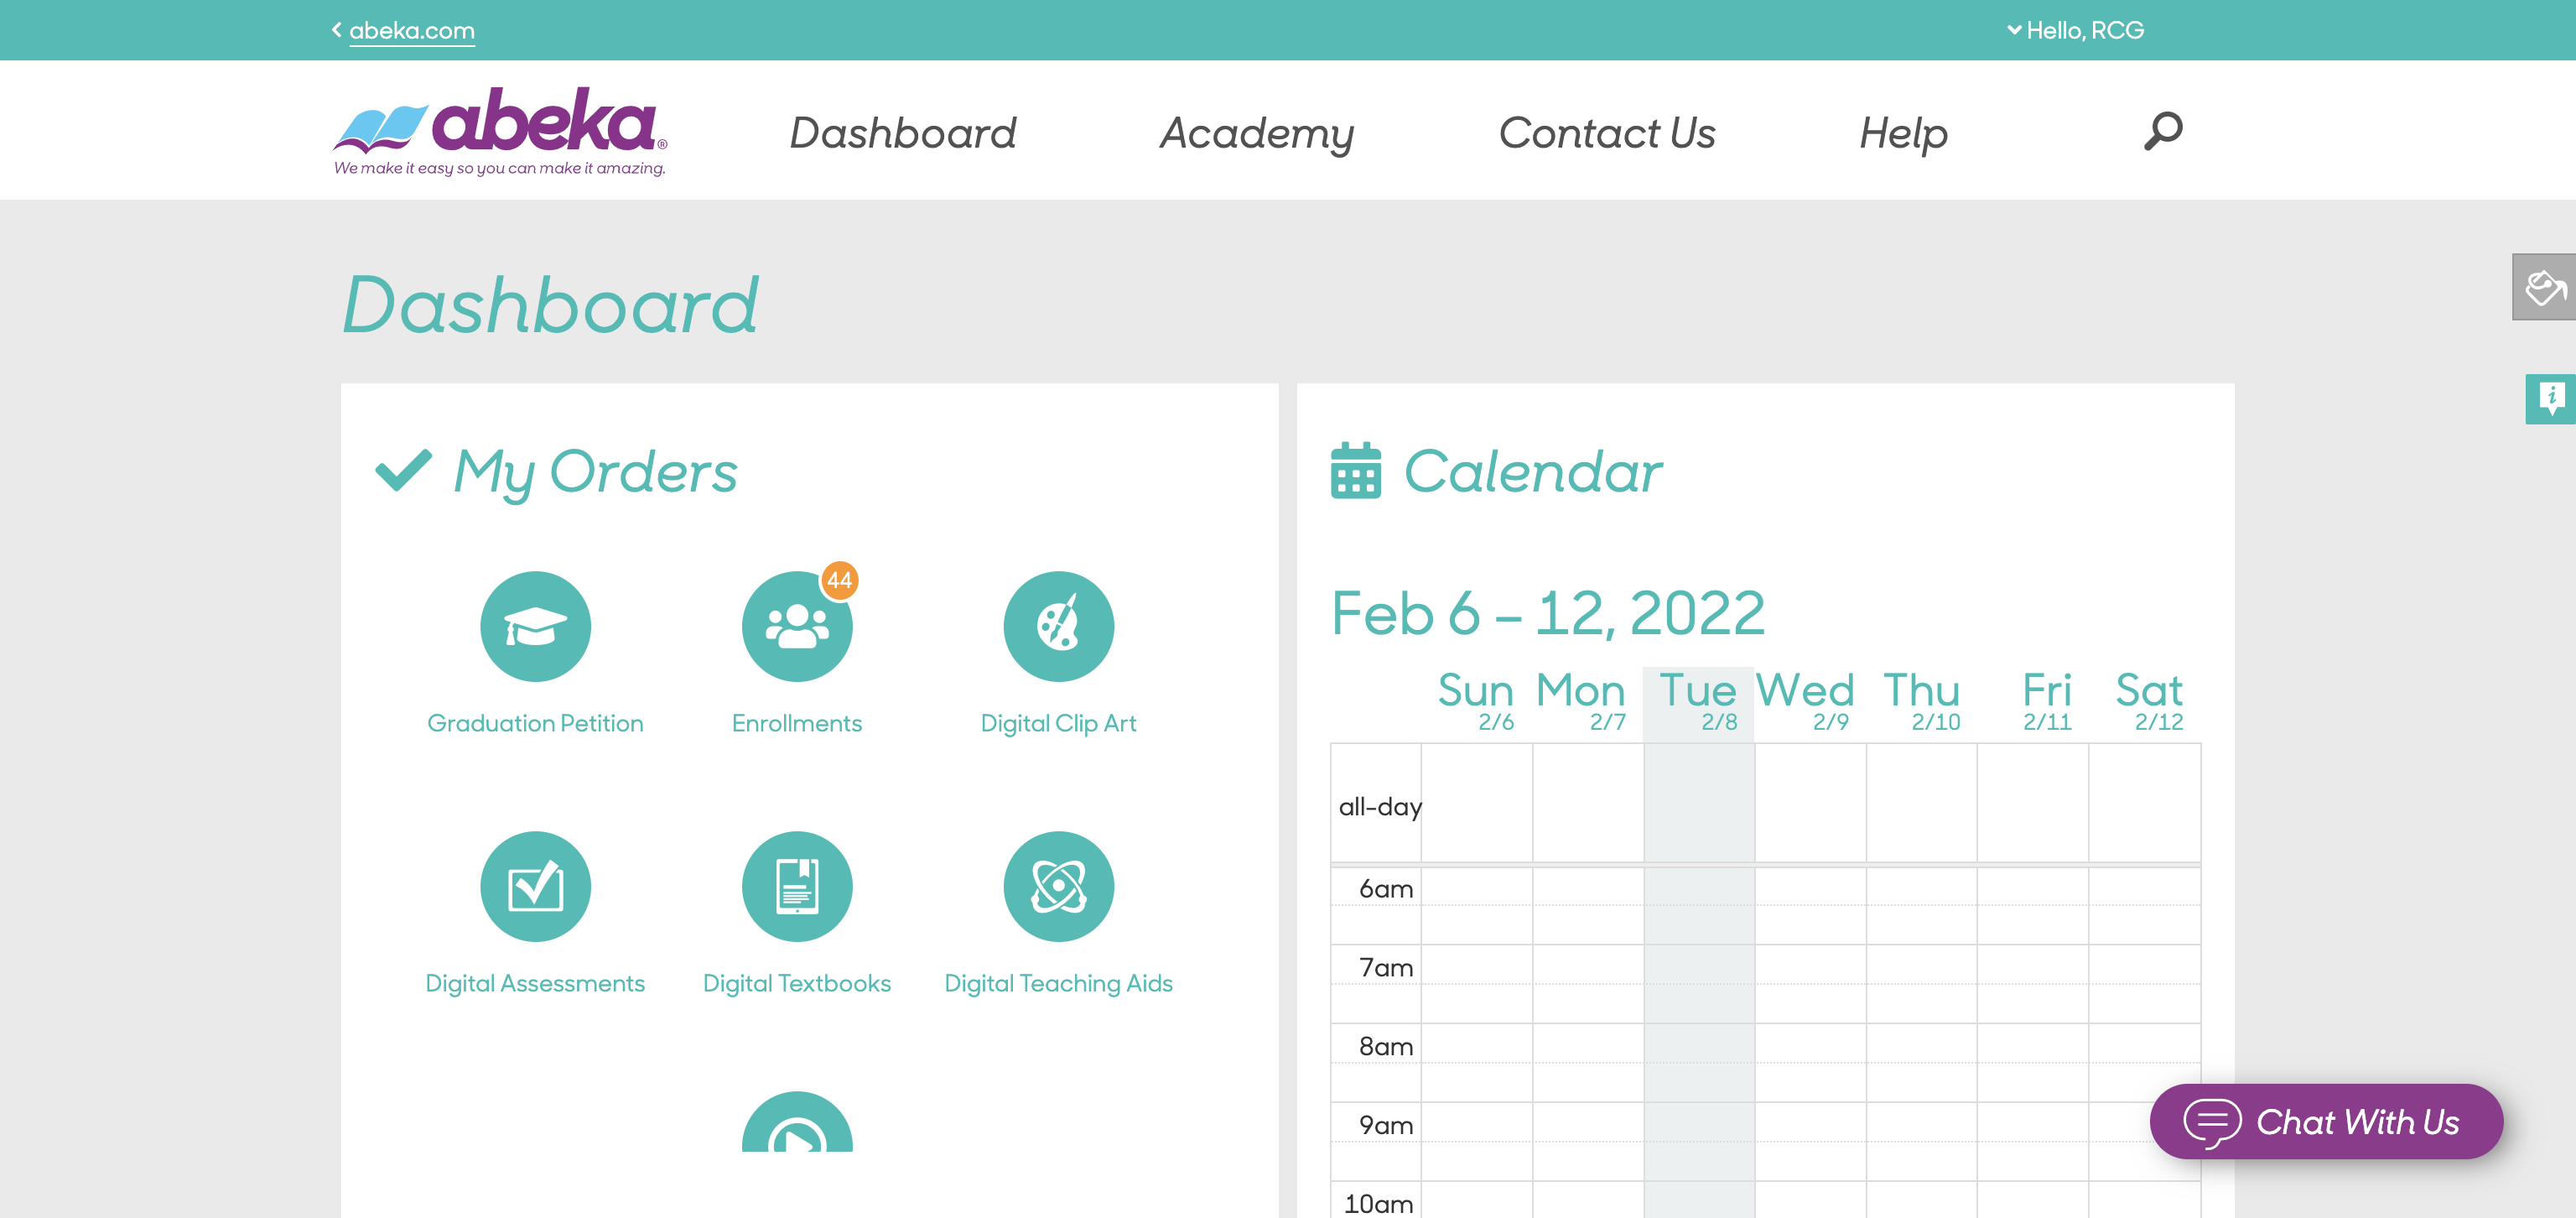 abeka.com
Hello, RCG
abeka®
We make it easy so you can make it amazing.
Dashboard
Academy
Contact Us
Help
Dashboard
My Orders
44
Graduation Petition
Enrollments
Digital Clip Art
Digital Assessments
Digital Textbooks
Digital Teaching Aids
Calendar
Feb 6 – 12, 2022
Sun Mon Tue Wed Thu Fri Sat
2/6 2/7 2/8 2/9 2/10 2/11 2/12
all-day
6am
7am
8am
9am
10am
Chat With Us